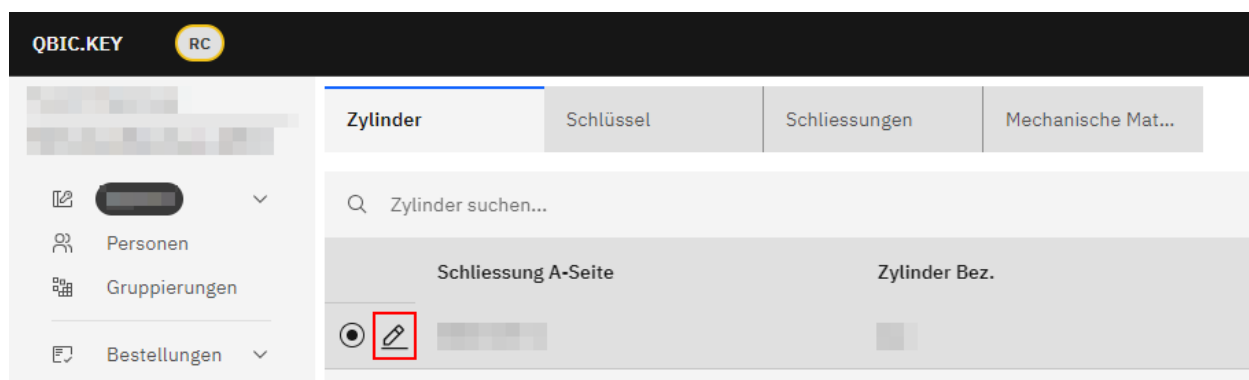 QBIC.KEY RC
Zylinder Schlüssel Schliessungen Mechanische Mat...
Zylinder suchen...
Personen
Gruppierungen
Schliessung A-Seite Zylinder Bez.
Bestellungen